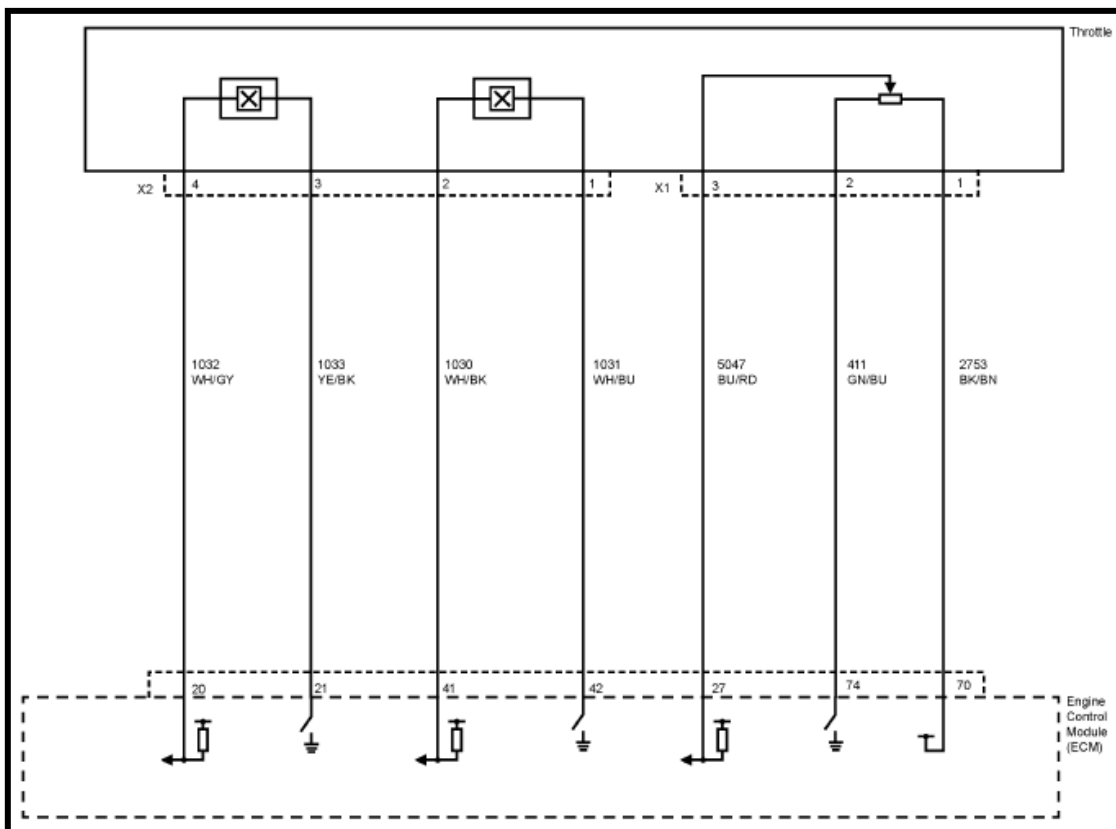 Throttle
X2 4 3 2 1 X1 3 2 1
1032 1033 1030 1031 5047 411 2753
WH/GY YE/BK WH/BK WH/BU BU/RD GN/BU BK/BN
20 21 41 42 27 74 70
Engine
Control
Module
(ECM)